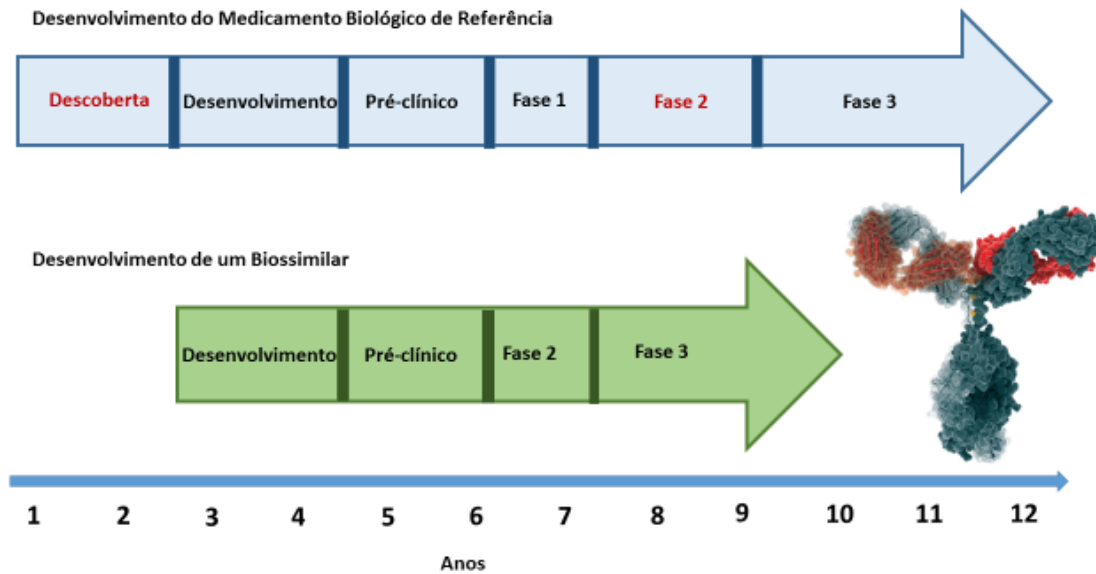 Desenvolvimento do Medicamento Biológico de Referência
Descoberta
Desenvolvimento
Pré-clínico
Fase 1
Fase 2
Fase 3
Desenvolvimento de um Biossimilar
Desenvolvimento
Pré-clínico
Fase 2
Fase 3
1 2 3 4 5 6 7 8 9 10 11 12
Anos